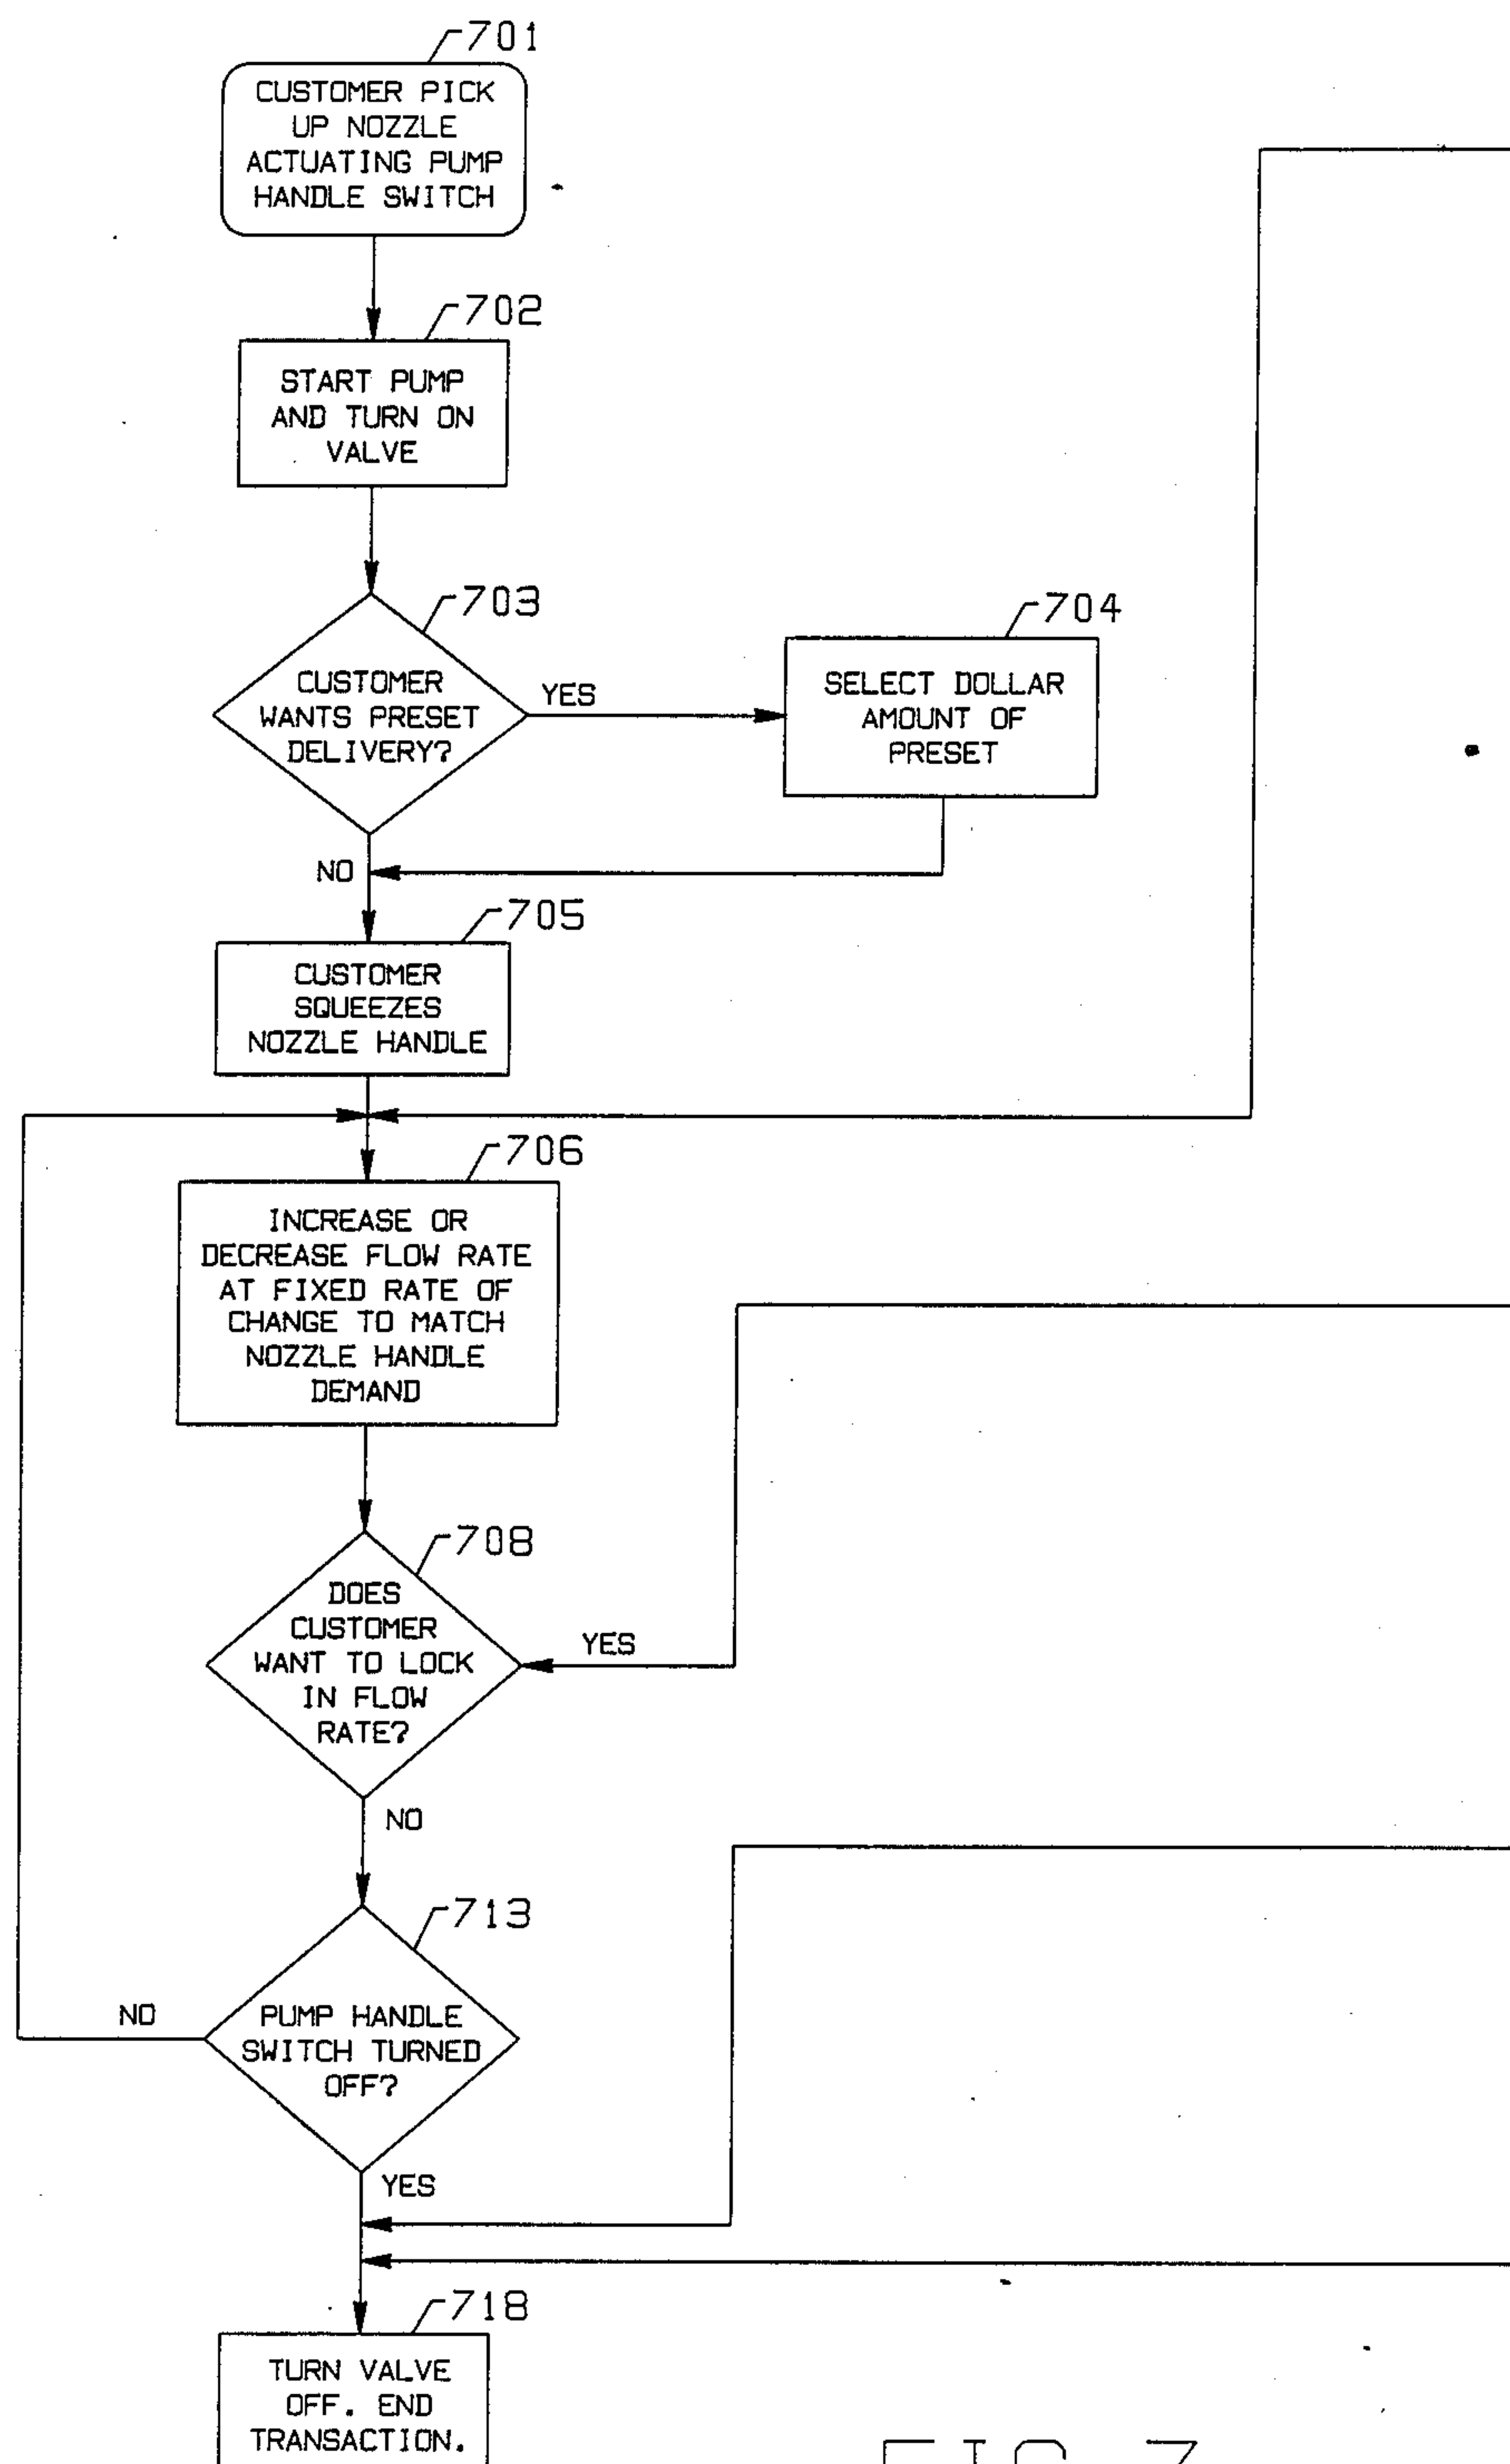 701
CUSTOMER PICK
UP NOZZLE
ACTUATING PUMP
HANDLE SWITCH
702
START PUMP
AND TURN ON
VALVE
703
CUSTOMER
WANTS PRESET
DELIVERY?
YES
704
SELECT DOLLAR
AMOUNT OF
PRESET
NO
705
CUSTOMER
SQUEEZES
NOZZLE HANDLE
706
INCREASE OR
DECREASE FLOW RATE
AT FIXED RATE OF
CHANGE TO MATCH
NOZZLE HANDLE
DEMAND
708
DOES
CUSTOMER
WANT TO LOCK
IN FLOW
RATE?
YES
NO
713
PUMP HANDLE
SWITCH TURNED
OFF?
NO
YES
718
TURN VALVE
OFF. END
TRANSACTION.